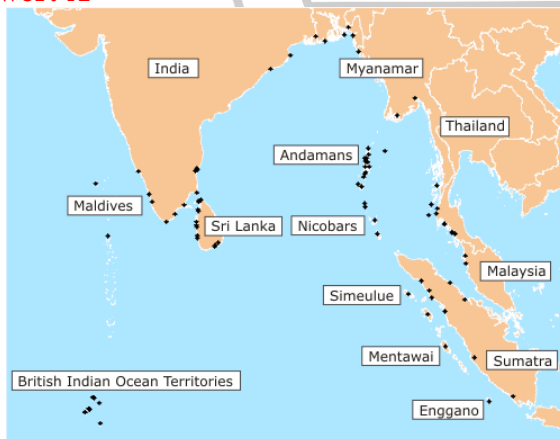 India
Myanamar
Thailand
Andamans
Maldives
Sri Lanka
Nicobars
Malaysia
Simeulue
Mentawai
Sumatra
British Indian Ocean Territories
Enggano